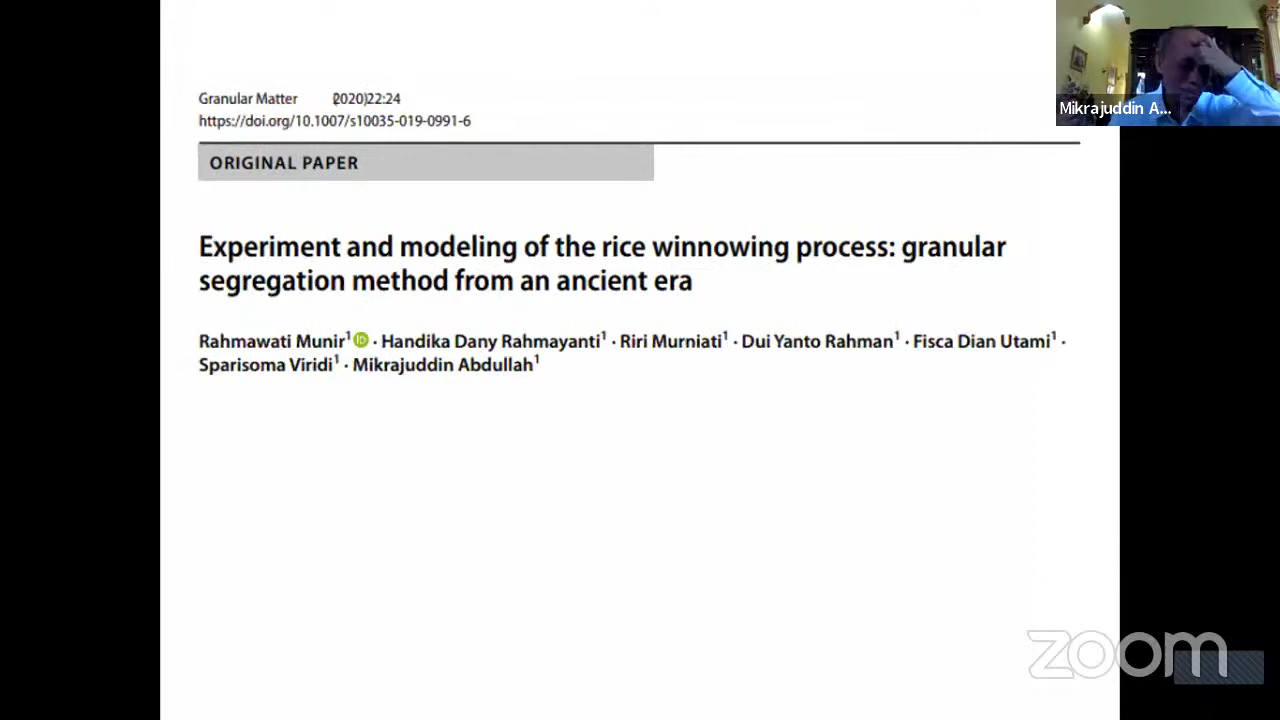 Granular Matter (2020)22:24
https://doi.org/10.1007/s10035-019-0991-6
ORIGINAL PAPER
Experiment and modeling of the rice winnowing process: granular
segregation method from an ancient era
Rahmawati Munir1 · Handika Dany Rahmayanti1 · Riri Murniati1 · Dui Yanto Rahman1 · Fisca Dian Utami1 ·
Sparisoma Viridi1 · Mikrajuddin Abdullah1
Mikrajuddin A...
zoom